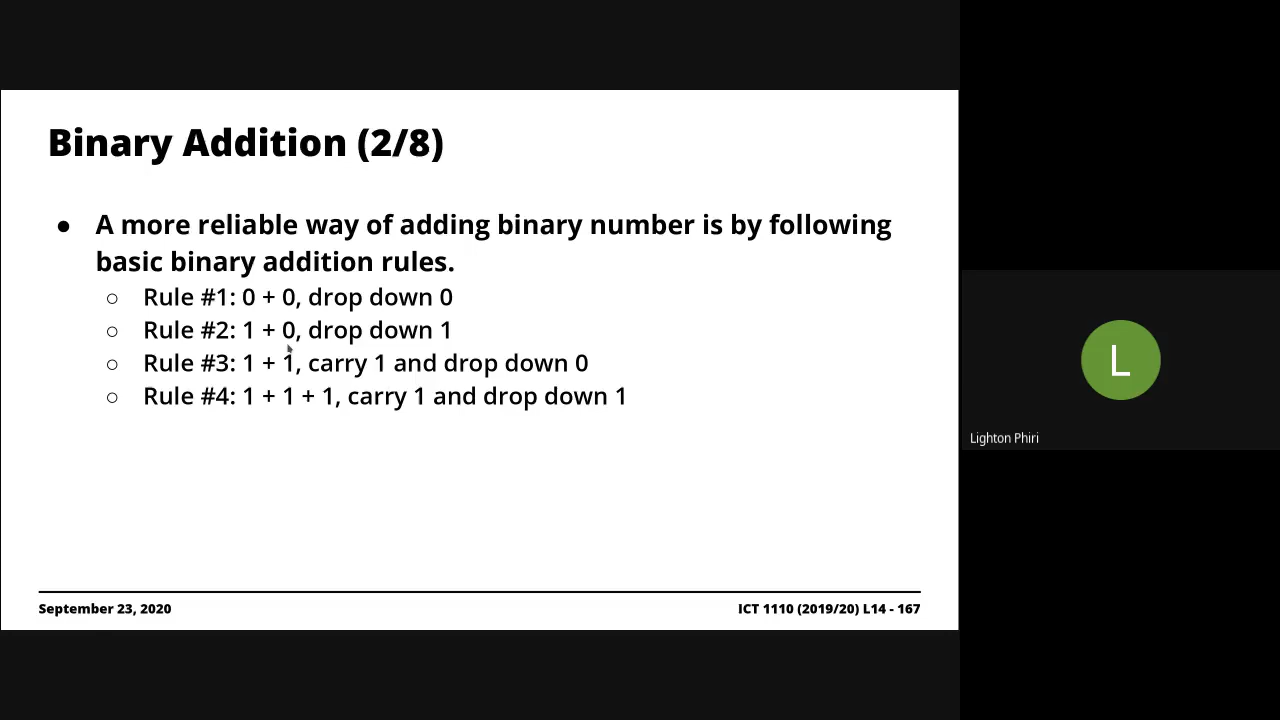 Binary Addition (2/8)
● A more reliable way of adding binary number is by following
basic binary addition rules.
○ Rule #1: 0 + 0, drop down 0
○ Rule #2: 1 + 0, drop down 1
○ Rule #3: 1 + 1, carry 1 and drop down 0
○ Rule #4: 1 + 1 + 1, carry 1 and drop down 1
September 23, 2020
ICT 1110 (2019/20) L14 - 167
L
Lighton Phiri